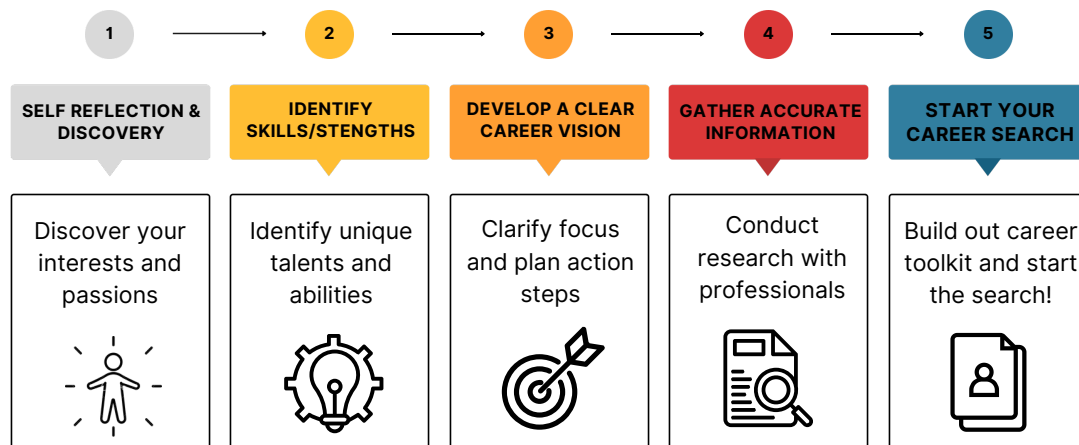 1
2
3
4
5
SELF REFLECTION &
DISCOVERY
IDENTIFY
SKILLS/STENGTHS
DEVELOP A CLEAR
CAREER VISION
GATHER ACCURATE
INFORMATION
START YOUR
CAREER SEARCH
Discover your
interests and
passions
Identify unique
talents and
abilities
Clarify focus
and plan action
steps
Conduct
research with
professionals
Build out career
toolkit and start
the search!